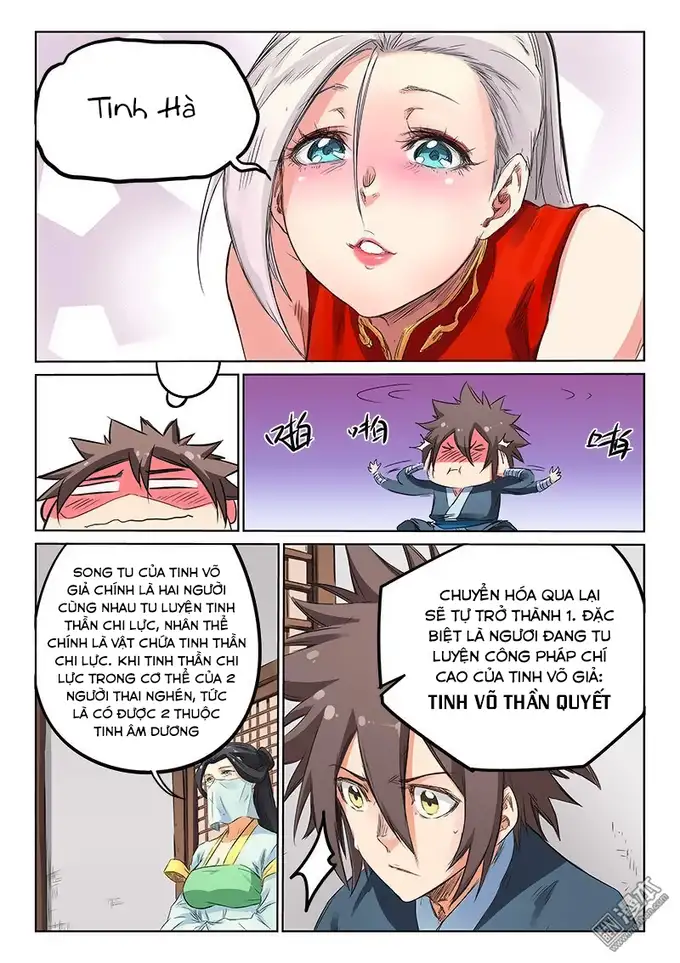 Tinh Hà
啪
啪
啪
SONG TU CỦA TINH VÕ
GIẢ CHÍNH LÀ HAI NGƯỜI
CÙNG NHAU TU LUYỆN TINH
THẦN CHI LỰC, NHÂN THỂ
CHÍNH LÀ VẬT CHỨA TINH THẦN
CHI LỰC. KHI TINH THẦN CHI
LỰC TRONG CƠ THỂ CỦA 2
NGƯỜI THAI NGHÉN, TỨC
LÀ CÓ ĐƯỢC 2 THUỘC
TINH ÂM DƯƠNG
CHUYỂN HÓA QUA LẠI
SẼ TỰ TRỞ THÀNH 1. ĐẶC
BIỆT LÀ NGƯƠI ĐANG TU
LUYỆN CÔNG PHÁP CHÍ
CAO CỦA TINH VÕ GIẢ:
TINH VÕ THẦN QUYẾT